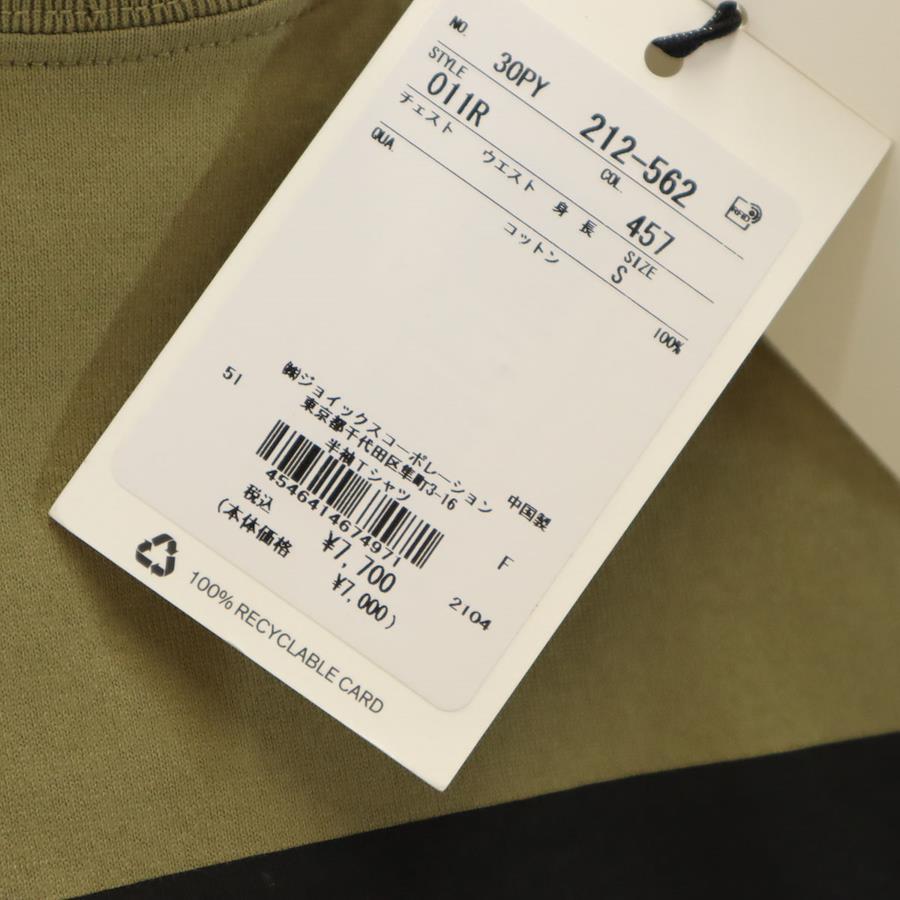 NO. 30PY 212-562
STYLE COL.
011R 457
チェスト ウエスト 身長 SIZE
S
QUA. コットン 100%
RFID
51
㈱ジョイックスコーポレーション
東京都千代田区隼町3-16
半袖Tシャツ 中国製
4546414674971
税込 ¥7,700 F
(本体価格 ¥7,000) 2104
100% RECYCLABLE CARD